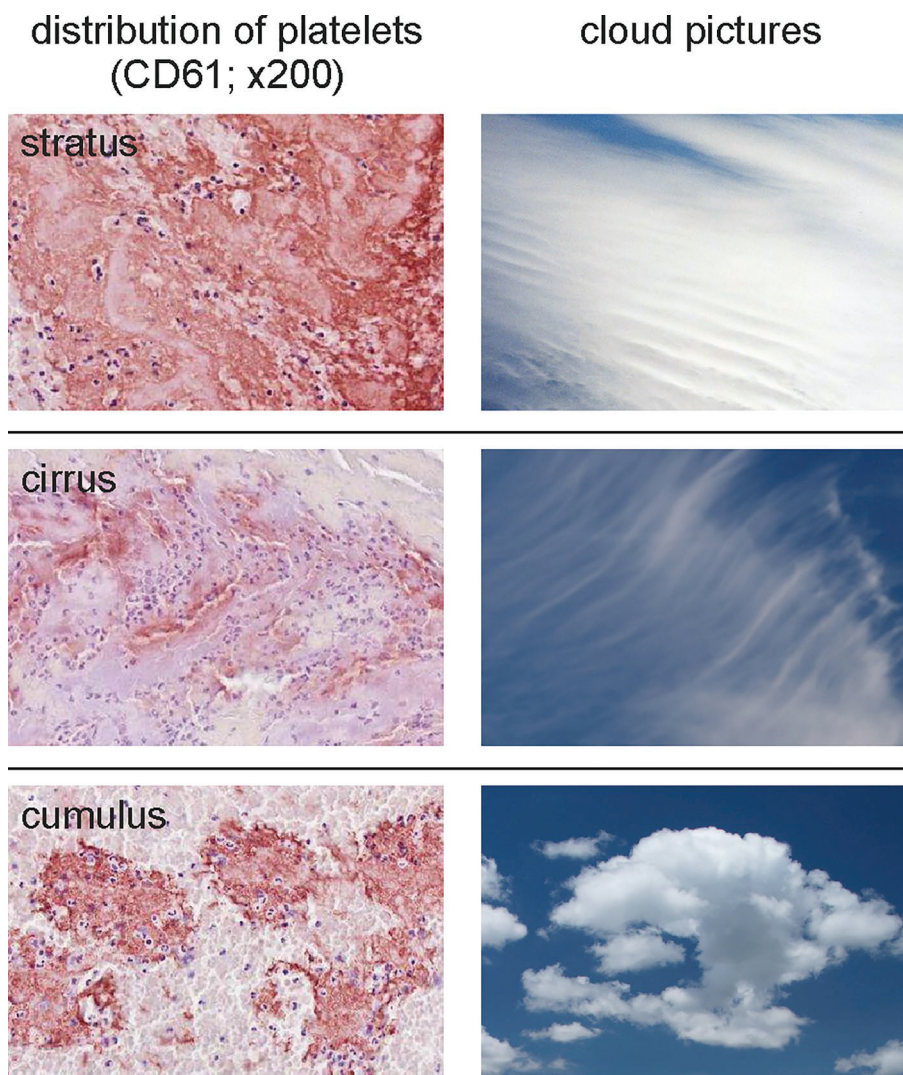 distribution of platelets
(CD61; x200)
cloud pictures
stratus
cirrus
cumulus